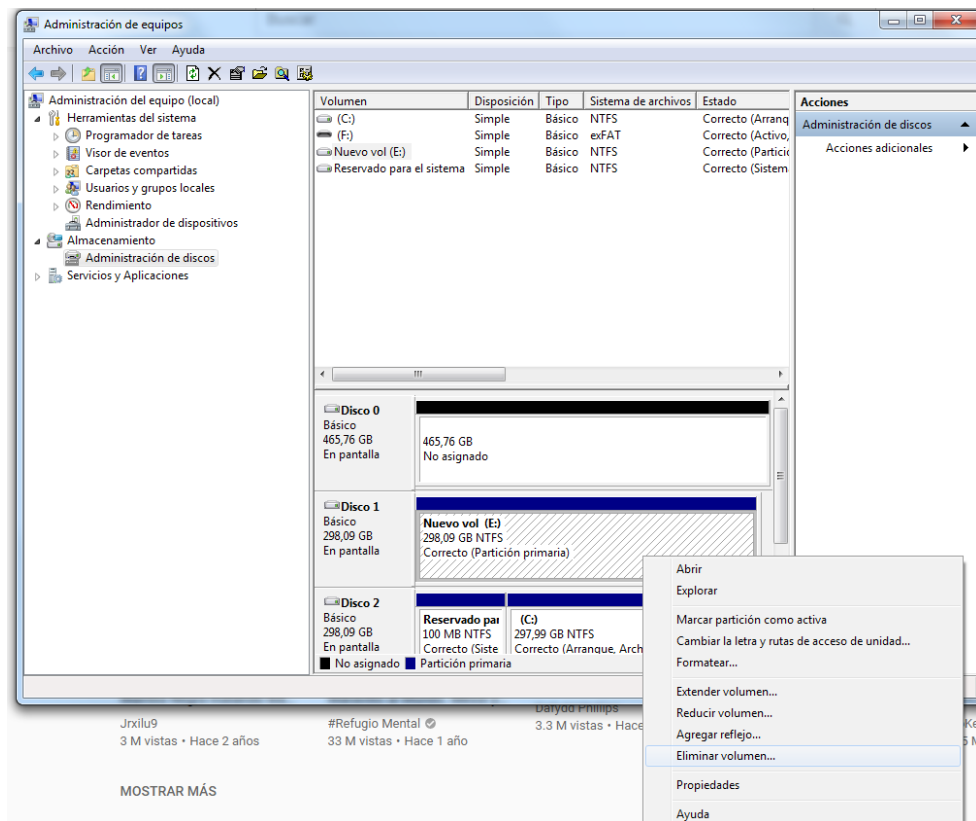 Administración de equipos
Archivo Acción Ver Ayuda
Administración del equipo (local)
Herramientas del sistema
Programador de tareas
Visor de eventos
Carpetas compartidas
Usuarios y grupos locales
Rendimiento
Administrador de dispositivos
Almacenamiento
Administración de discos
Servicios y Aplicaciones
Volumen Disposición Tipo Sistema de archivos Estado
(C:) Simple Básico NTFS Correcto (Arranq
(F:) Simple Básico exFAT Correcto (Activo,
Nuevo vol (E:) Simple Básico NTFS Correcto (Partici
Reservado para el sistema Simple Básico NTFS Correcto (Sistem
Acciones
Administración de discos
Acciones adicionales
Disco 0
Básico
465,76 GB
En pantalla
465,76 GB
No asignado
Disco 1
Básico
298,09 GB
En pantalla
Nuevo vol (E:)
298,09 GB NTFS
Correcto (Partición primaria)
Disco 2
Básico
298,09 GB
En pantalla
Reservado par
100 MB NTFS
Correcto (Siste
(C:)
297,99 GB NTFS
Correcto (Arranque, Arch
No asignado Partición primaria
Abrir
Explorar
Marcar partición como activa
Cambiar la letra y rutas de acceso de unidad...
Formatear...
Extender volumen...
Reducir volumen...
Agregar reflejo...
Eliminar volumen...
Propiedades
Ayuda
Jrxilu9
3 M vistas • Hace 2 años
#Refugio Mental
33 M vistas • Hace 1 año
Dafydd Phillips
3.3 M vistas • Hace
MOSTRAR MÁS